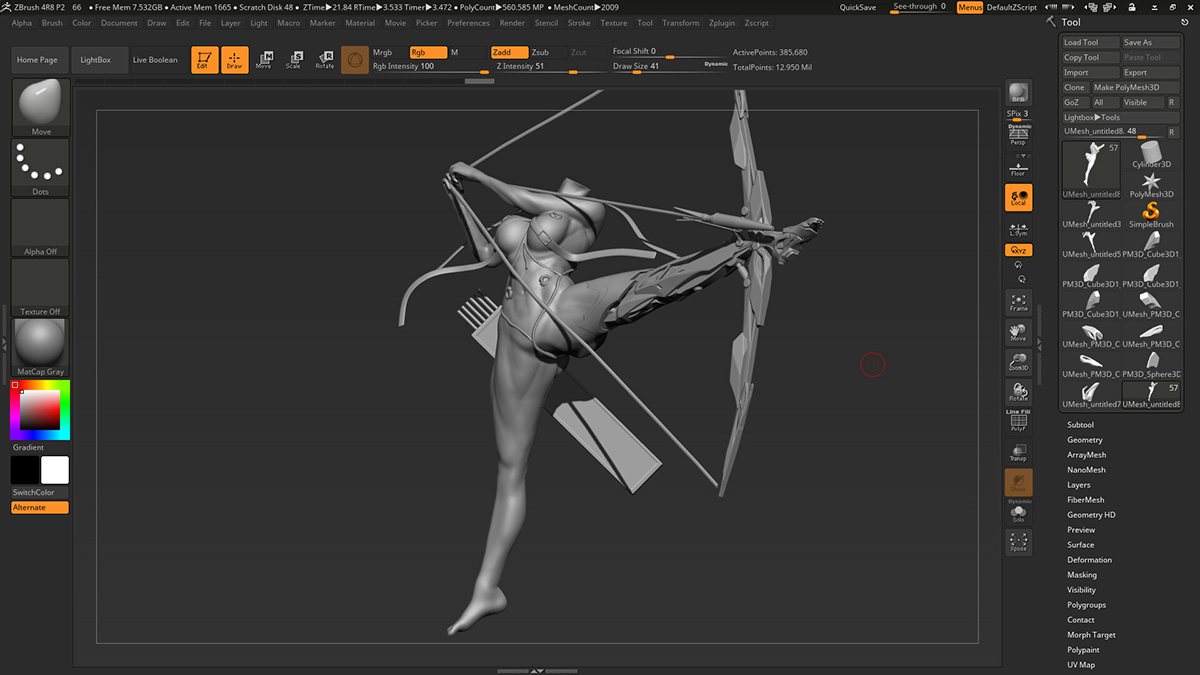 ZBrush 4R8 P2 66 • Free Mem 7.532GB • Active Mem 1665 • Scratch Disk 48 • ZTime▶21.84 RTime▶3.533 Timer▶3.472 • PolyCount▶560.585 MP • MeshCount▶2009 QuickSave See-through 0 Menus DefaultZScript
Alpha Brush Color Document Draw Edit File Layer Light Macro Marker Material Movie Picker Preferences Render Stencil Stroke Texture Tool Transform Zplugin Zscript
Tool
Load Tool Save As
Copy Tool Paste Tool
Import Export
Clone Make PolyMesh3D
GoZ All Visible R
Lightbox▶Tools
UMesh_untitled8. 48 R
57
UMesh_untitled8
Cylinder3D
PolyMesh3D
UMesh_untitled3 SimpleBrush
UMesh_untitled5 PM3D_Cube3D1_
PM3D_Cube3D1_ PM3D_Cube3D1_
PM3D_Cube3D1_ UMesh_PM3D_C
UMesh_PM3D_C UMesh_PM3D_C
UMesh_PM3D_C PM3D_Sphere3D
57
UMesh_untitled7 UMesh_untitled8
Subtool
Geometry
ArrayMesh
NanoMesh
Layers
FiberMesh
Geometry HD
Preview
Surface
Deformation
Masking
Visibility
Polygroups
Contact
Morph Target
Polypaint
UV Map
Home Page LightBox Live Boolean
Edit Draw Move Scale Rotate
Mrgb Rgb M
Rgb Intensity 100
Zadd Zsub Zcut
Z Intensity 51
Focal Shift 0
Draw Size 41 Dynamic
ActivePoints: 385,680
TotalPoints: 12.950 Mil
Move
Dots
Alpha Off
Texture Off
MatCap Gray
Gradient
SwitchColor
Alternate
BPR
SPix 3
Dynamic
Persp
Floor
Local
L.Sym
XYZ
Frame
Move
Zoom3D
Rotate
Line Fill
PolyF
Transp
Ghost
Dynamic
Solo
Xpose